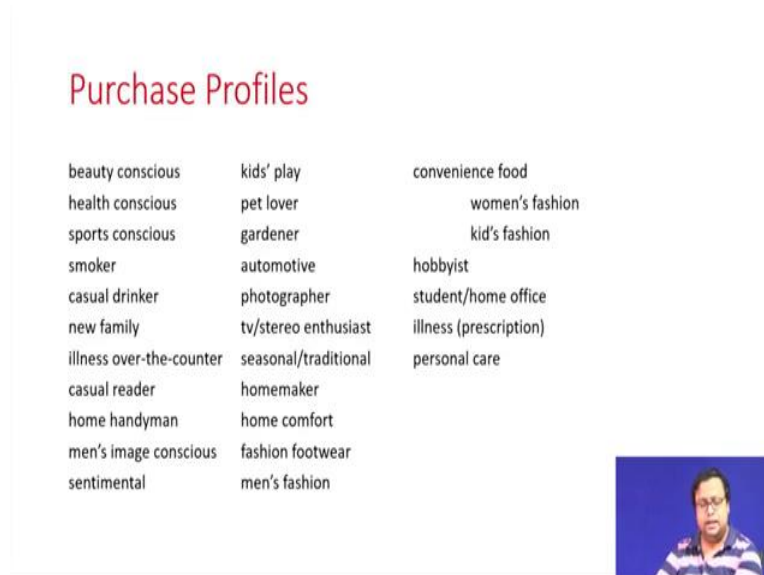 Purchase Profiles
beauty conscious
health conscious
sports conscious
smoker
casual drinker
new family
illness over-the-counter
casual reader
home handyman
men's image conscious
sentimental
kids' play
pet lover
gardener
automotive
photographer
tv/stereo enthusiast
seasonal/traditional
homemaker
home comfort
fashion footwear
men's fashion
convenience food
women's fashion
kid's fashion
hobbyist
student/home office
illness (prescription)
personal care